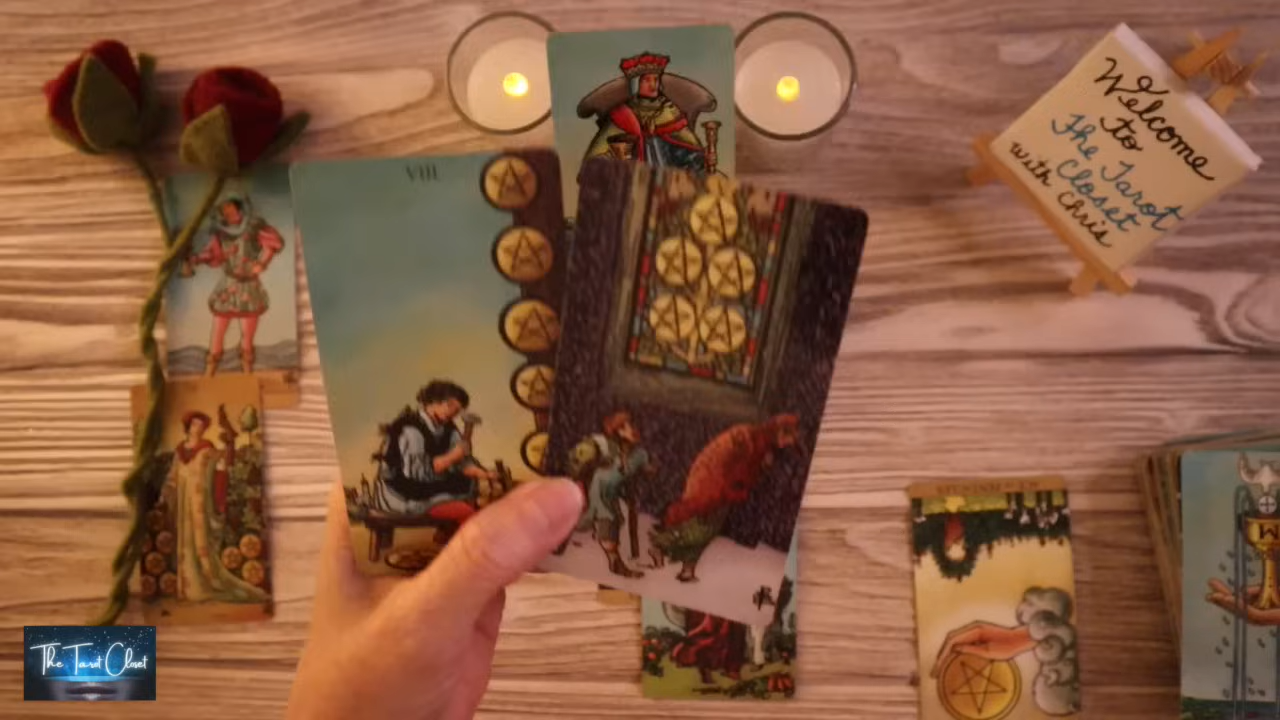 Welcome
to
The Tarot
Closet
with Chris
VIII
The Tarot Closet